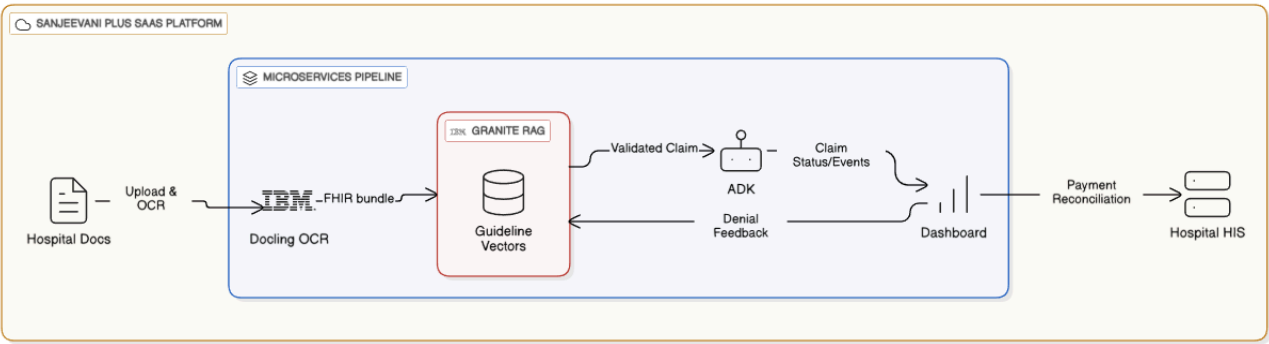 SANJEEVANI PLUS SAAS PLATFORM
MICROSERVICES PIPELINE
IBM GRANITE RAG
Validated Claim
Claim
Status/Events
Upload &
OCR
IBM
FHIR bundle
ADK
Payment
Reconciliation
Hospital Docs
Docling OCR
Guideline
Vectors
Denial
Feedback
Dashboard
Hospital HIS